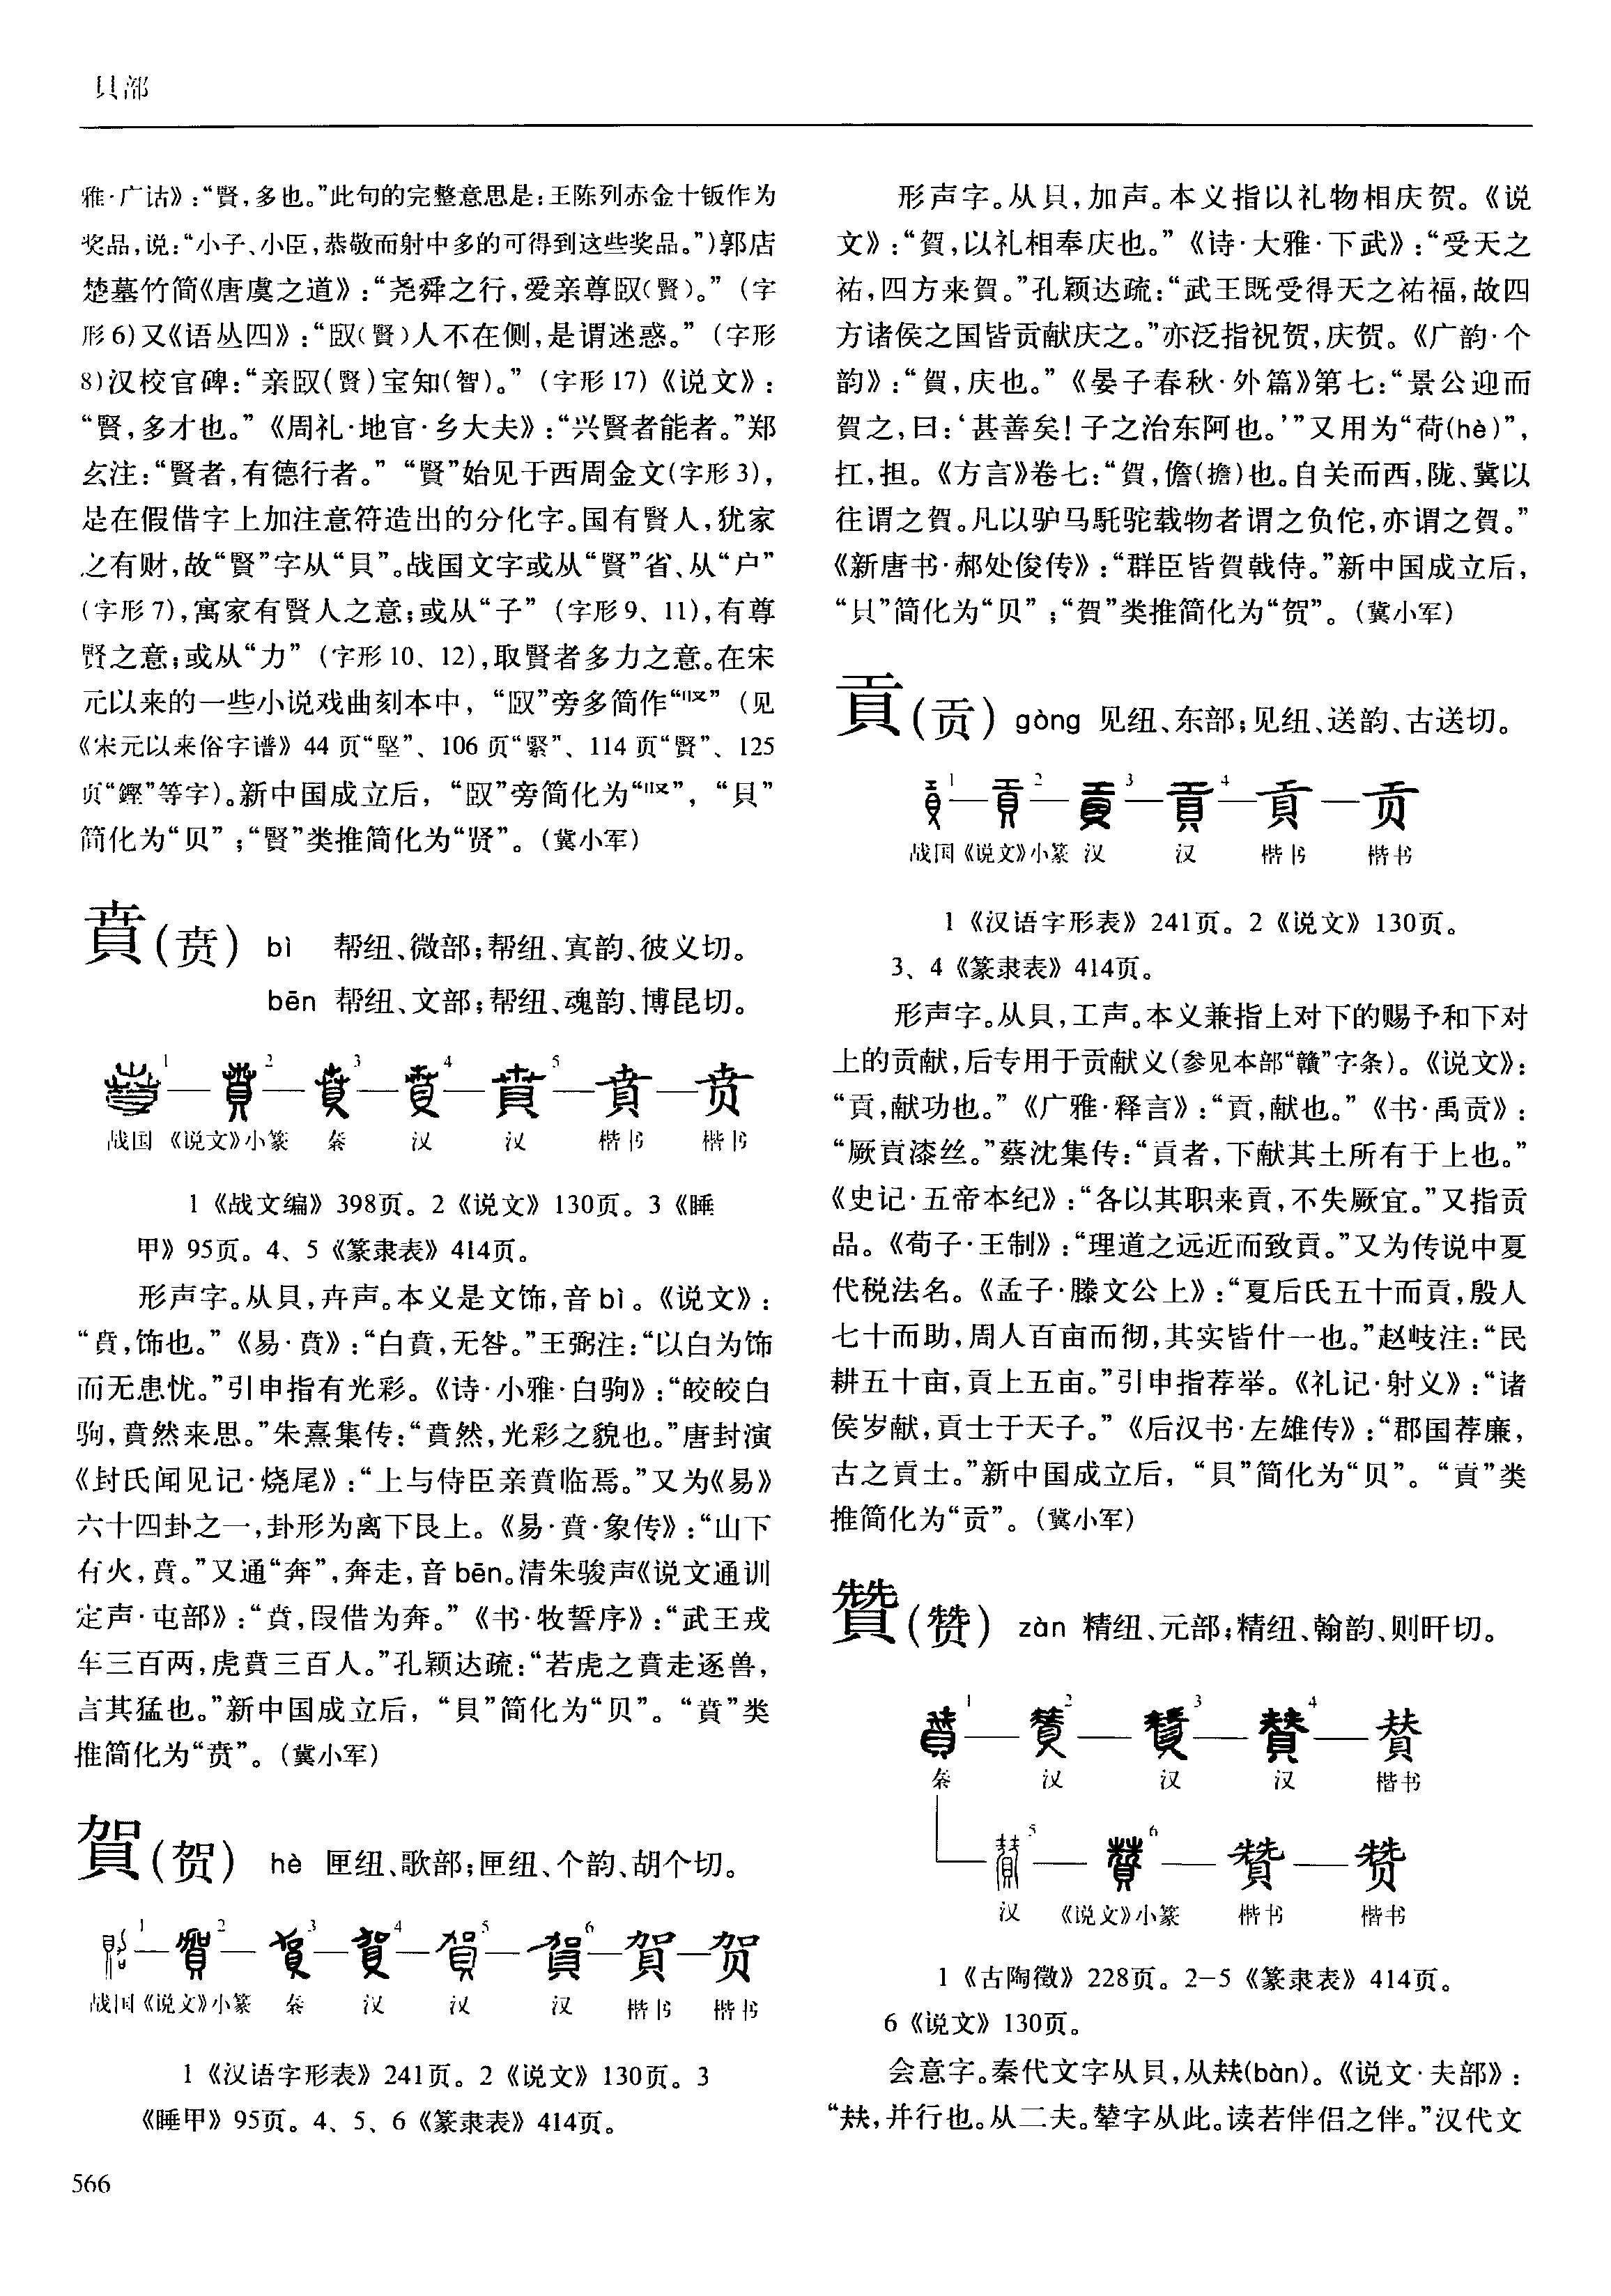 貝部
雅·广诂》:“賢,多也。”此句的完整意思是:王陈列赤金十钣作为
奖品,说:“小子、小臣,恭敬而射中多的可得到这些奖品。”)郭店
楚墓竹简《唐虞之道》:“尧舜之行,爱亲尊臤(賢)。”(字
形6)又《语丛四》:“臤(賢)人不在侧,是谓迷惑。”(字形
8)汉校官碑:“亲臤(賢)宝知(智)。”(字形17)《说文》:
“賢,多才也。”《周礼·地官·乡大夫》:“兴賢者能者。”郑
玄注:“賢者,有德行者。”“賢”始见于西周金文(字形3),
是在假借字上加注意符造出的分化字。国有賢人,犹家
之有财,故“賢”字从“貝”。战国文字或从“賢”省、从“户”
(字形7),寓家有賢人之意;或从“子”(字形9、11),有尊
賢之意;或从“力”(字形10、12),取賢者多力之意。在宋
元以来的一些小说戏曲刻本中,“臤”旁多简作“〢又”(见
《宋元以来俗字谱》44页“堅”、106页“緊”、114页“賢”、125
页“鏗”等字)。新中国成立后,“臤”旁简化为“〢又”,“貝”
简化为“贝”;“賢”类推简化为“贤”。(冀小军)
賁(贲) bì 帮纽、微部;帮纽、寘韵、彼义切。
bēn 帮纽、文部;帮纽、魂韵、博昆切。
1 2 3 4 5 賁 贲
战国 《说文》小篆 秦 汉 汉 楷书 楷书
1《战文编》398页。2《说文》130页。3《睡
甲》95页。4、5《篆隶表》414页。
形声字。从貝,卉声。本义是文饰,音bì。《说文》:
“賁,饰也。”《易·賁》:“白賁,无咎。”王弼注:“以白为饰
而无患忧。”引申指有光彩。《诗·小雅·白驹》:“皎皎白
驹,賁然来思。”朱熹集传:“賁然,光彩之貌也。”唐封演
《封氏闻见记·烧尾》:“上与侍臣亲賁临焉。”又为《易》
六十四卦之一,卦形为离下艮上。《易·賁·象传》:“山下
有火,賁。”又通“奔”,奔走,音bēn。清朱骏声《说文通训
定声·屯部》:“賁,叚借为奔。”《书·牧誓序》:“武王戎
车三百两,虎賁三百人。”孔颖达疏:“若虎之賁走逐兽,
言其猛也。”新中国成立后,“貝”简化为“贝”。“賁”类
推简化为“贲”。(冀小军)
賀(贺) hè 匣纽、歌部;匣纽、个韵、胡个切。
1 2 3 4 5 6 賀 贺
战国 《说文》小篆 秦 汉 汉 汉 楷书 楷书
1《汉语字形表》241页。2《说文》130页。3
《睡甲》95页。4、5、6《篆隶表》414页。
566
形声字。从貝,加声。本义指以礼物相庆贺。《说
文》:“賀,以礼相奉庆也。”《诗·大雅·下武》:“受天之
祜,四方来賀。”孔颖达疏:“武王既受得天之祜福,故四
方诸侯之国皆贡献庆之。”亦泛指祝贺,庆贺。《广韵·个
韵》:“賀,庆也。”《晏子春秋·外篇》第七:“景公迎而
賀之,曰:‘甚善矣!子之治东阿也。’”又用为“荷(hè)”,
扛,担。《方言》卷七:“賀,儋(擔)也。自关而西,陇、冀以
往谓之賀。凡以驴马馲驼载物者谓之负佗,亦谓之賀。”
《新唐书·郝处俊传》:“群臣皆賀戟侍。”新中国成立后,
“貝”简化为“贝”;“賀”类推简化为“贺”。(冀小军)
貢(贡) gòng 见纽、东部;见纽、送韵、古送切。
1 2 3 4 貢 贡
战国 《说文》小篆 汉 汉 楷书 楷书
1《汉语字形表》241页。2《说文》130页。
3、4《篆隶表》414页。
形声字。从貝,工声。本义兼指上对下的赐予和下对
上的贡献,后专用于贡献义(参见本部“贛”字条)。《说文》:
“貢,献功也。”《广雅·释言》:“貢,献也。”《书·禹贡》:
“厥貢漆丝。”蔡沈集传:“貢者,下献其土所有于上也。”
《史记·五帝本纪》:“各以其职来貢,不失厥宜。”又指贡
品。《荀子·王制》:“理道之远近而致貢。”又为传说中夏
代税法名。《孟子·滕文公上》:“夏后氏五十而貢,殷人
七十而助,周人百亩而彻,其实皆什一也。”赵岐注:“民
耕五十亩,貢上五亩。”引申指荐举。《礼记·射义》:“诸
侯岁献,貢士于天子。”《后汉书·左雄传》:“郡国荐廉,
古之貢士。”新中国成立后,“貝”简化为“贝”。“貢”类
推简化为“贡”。(冀小军)
贊(赞) zàn 精纽、元部;精纽、翰韵、则旰切。
1 2 3 4 賛
秦 汉 汉 汉 楷书
5 6 贊 赞
汉 《说文》小篆 楷书 楷书
1《古陶徵》228页。2-5《篆隶表》414页。
6《说文》130页。
会意字。秦代文字从貝,从㚘(bàn)。《说文·夫部》:
“㚘,并行也。从二夫。輦字从此。读若伴侣之伴。”汉代文